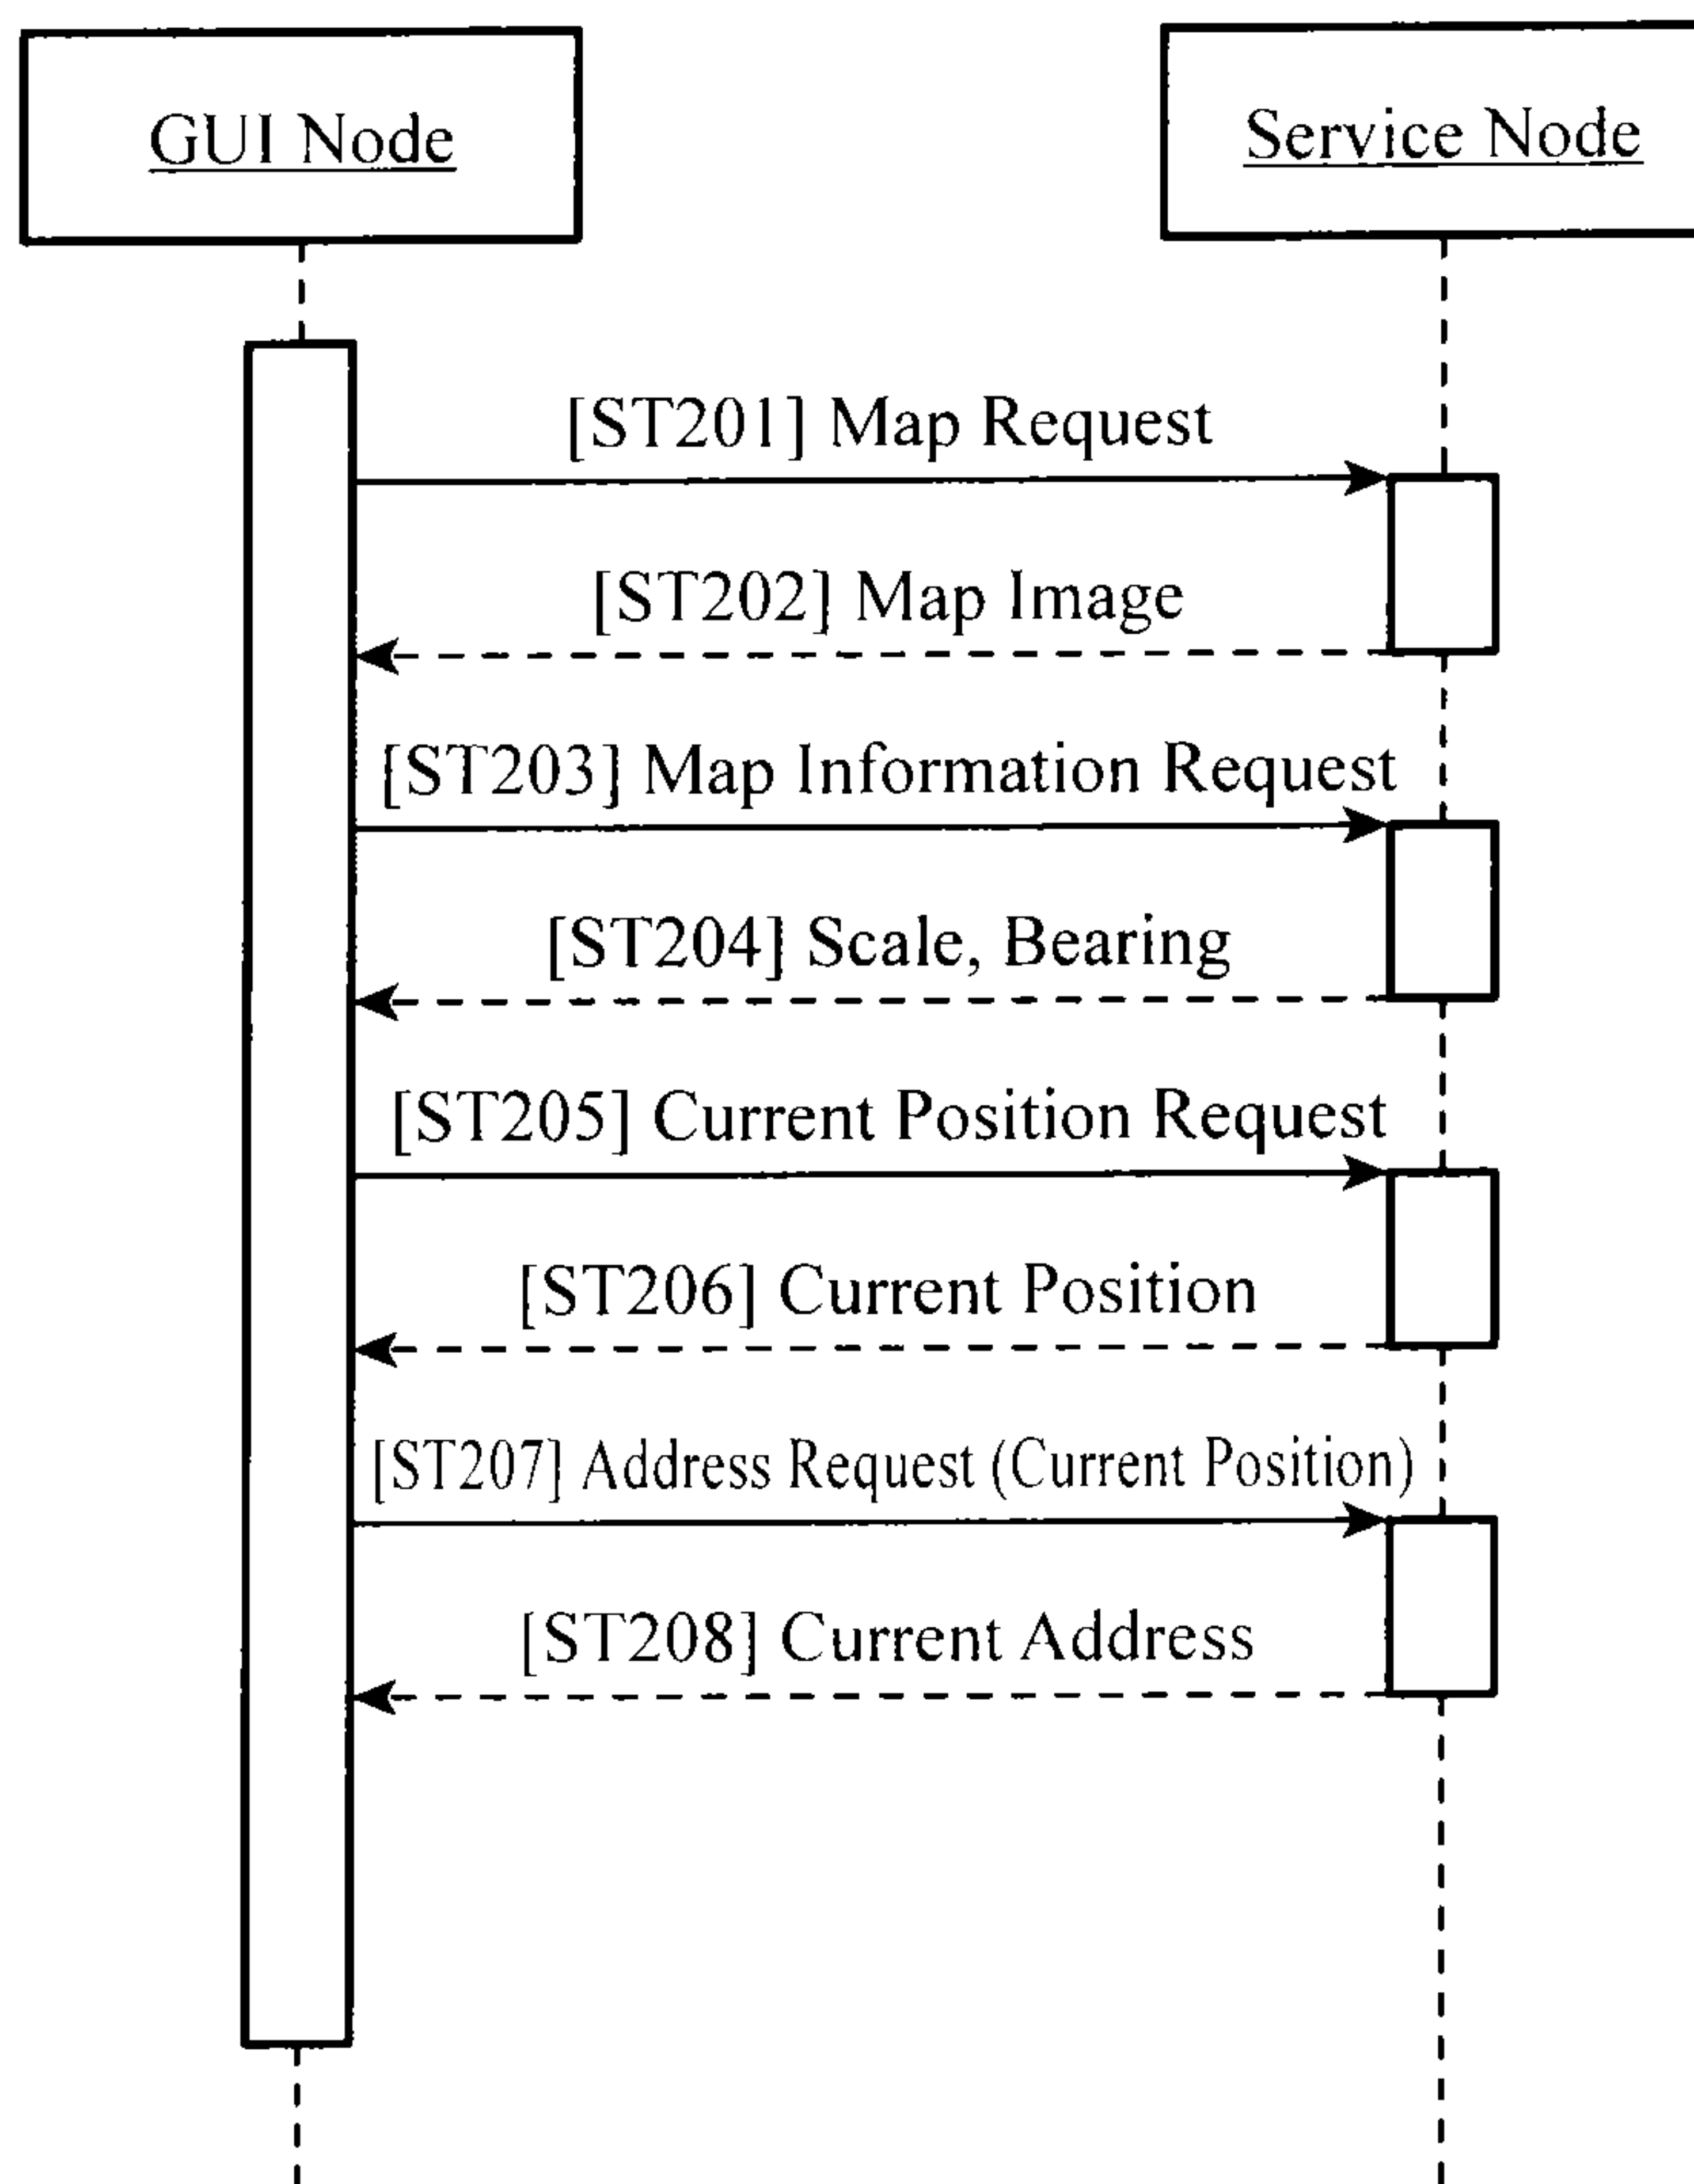 GUI Node
Service Node
[ST201] Map Request
[ST202] Map Image
[ST203] Map Information Request
[ST204] Scale, Bearing
[ST205] Current Position Request
[ST206] Current Position
[ST207] Address Request (Current Position)
[ST208] Current Address